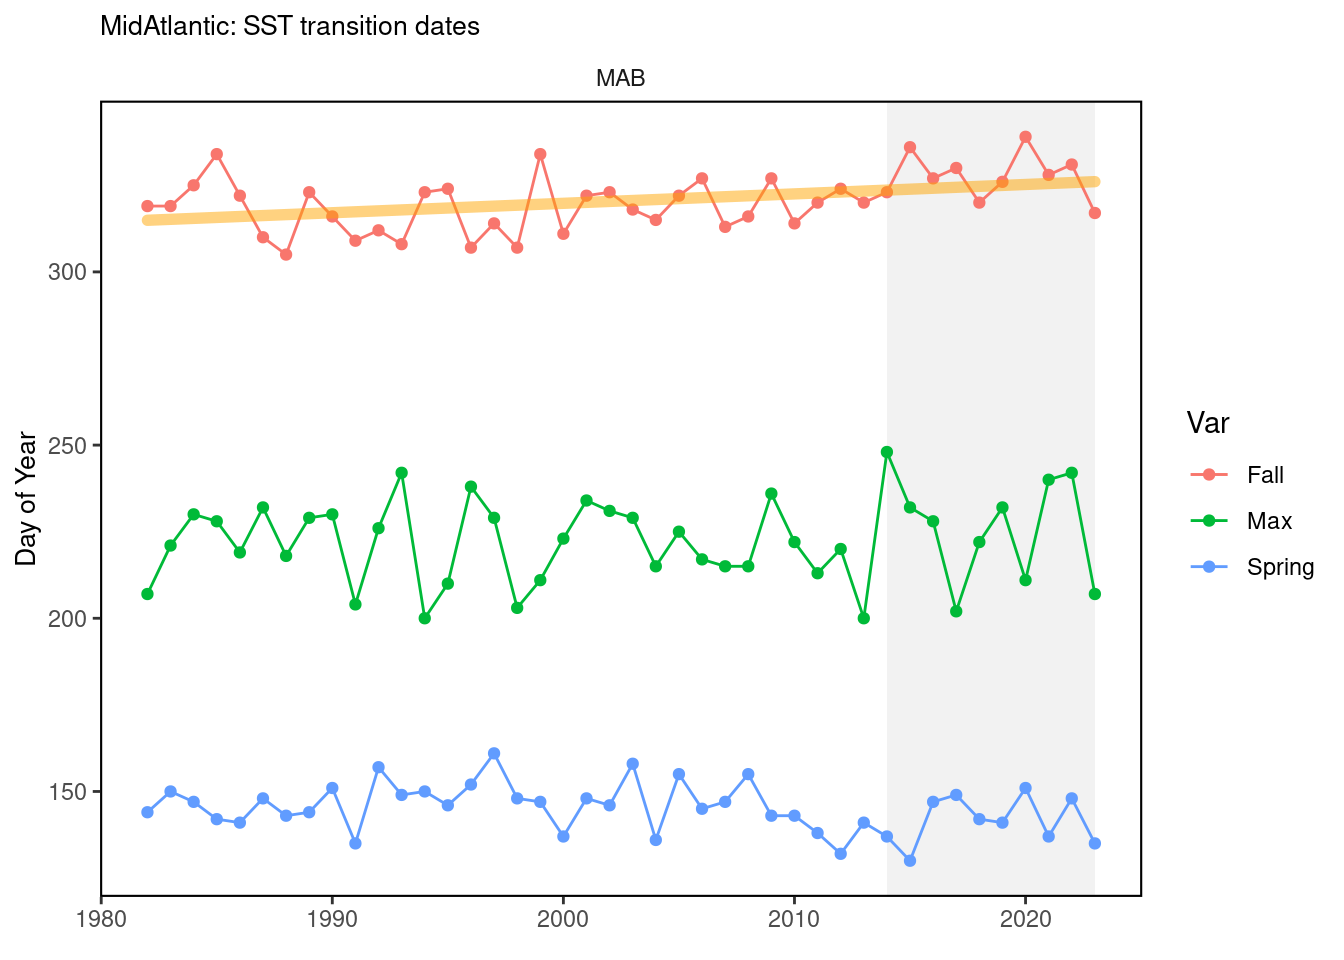 MidAtlantic: SST transition dates
MAB
Day of Year
300
250
200
150
1980 1990 2000 2010 2020
Var
Fall
Max
Spring